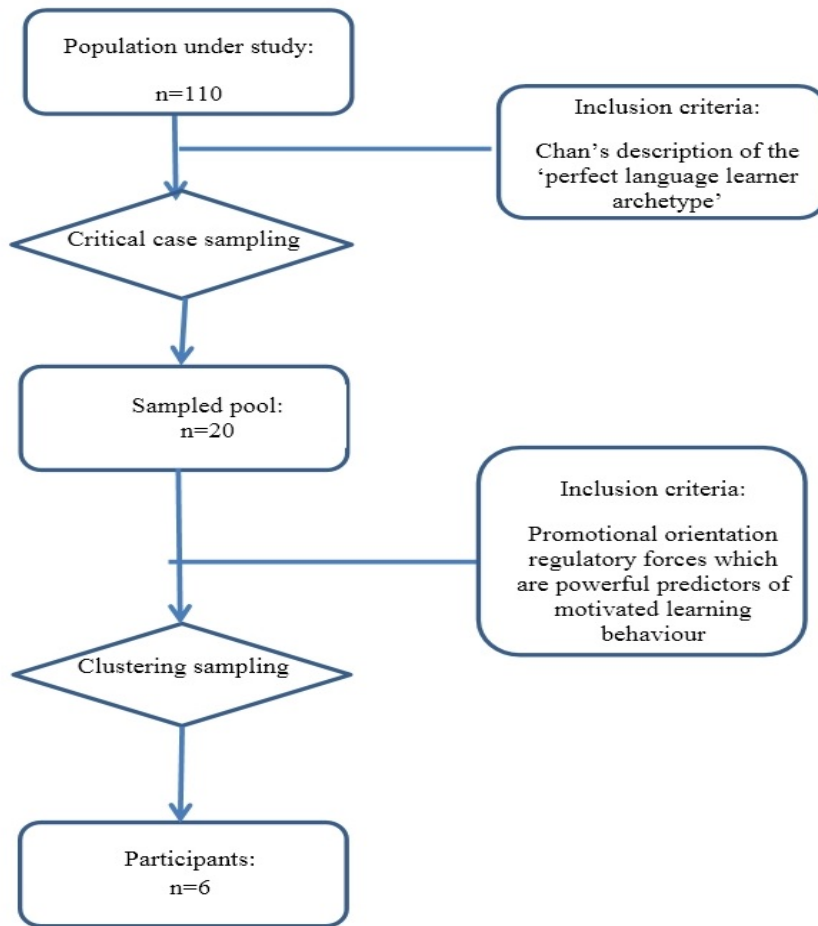 Population under study:
n=110
Inclusion criteria:
Chan’s description of the
‘perfect language learner
archetype’
Critical case sampling
Sampled pool:
n=20
Inclusion criteria:
Promotional orientation
regulatory forces which
are powerful predictors of
motivated learning
behaviour
Clustering sampling
Participants:
n=6